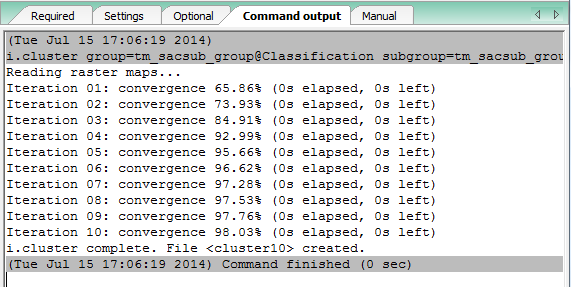 Required Settings Optional Command output Manual
(Tue Jul 15 17:06:19 2014)
i.cluster group=tm_sacsub_group@Classification subgroup=tm_sacsub_grou
Reading raster maps...
Iteration 01: convergence 65.86% (0s elapsed, 0s left)
Iteration 02: convergence 73.93% (0s elapsed, 0s left)
Iteration 03: convergence 84.91% (0s elapsed, 0s left)
Iteration 04: convergence 92.99% (0s elapsed, 0s left)
Iteration 05: convergence 95.66% (0s elapsed, 0s left)
Iteration 06: convergence 96.62% (0s elapsed, 0s left)
Iteration 07: convergence 97.28% (0s elapsed, 0s left)
Iteration 08: convergence 97.53% (0s elapsed, 0s left)
Iteration 09: convergence 97.76% (0s elapsed, 0s left)
Iteration 10: convergence 98.03% (0s elapsed, 0s left)
i.cluster complete. File <cluster10> created.
(Tue Jul 15 17:06:19 2014) Command finished (0 sec)